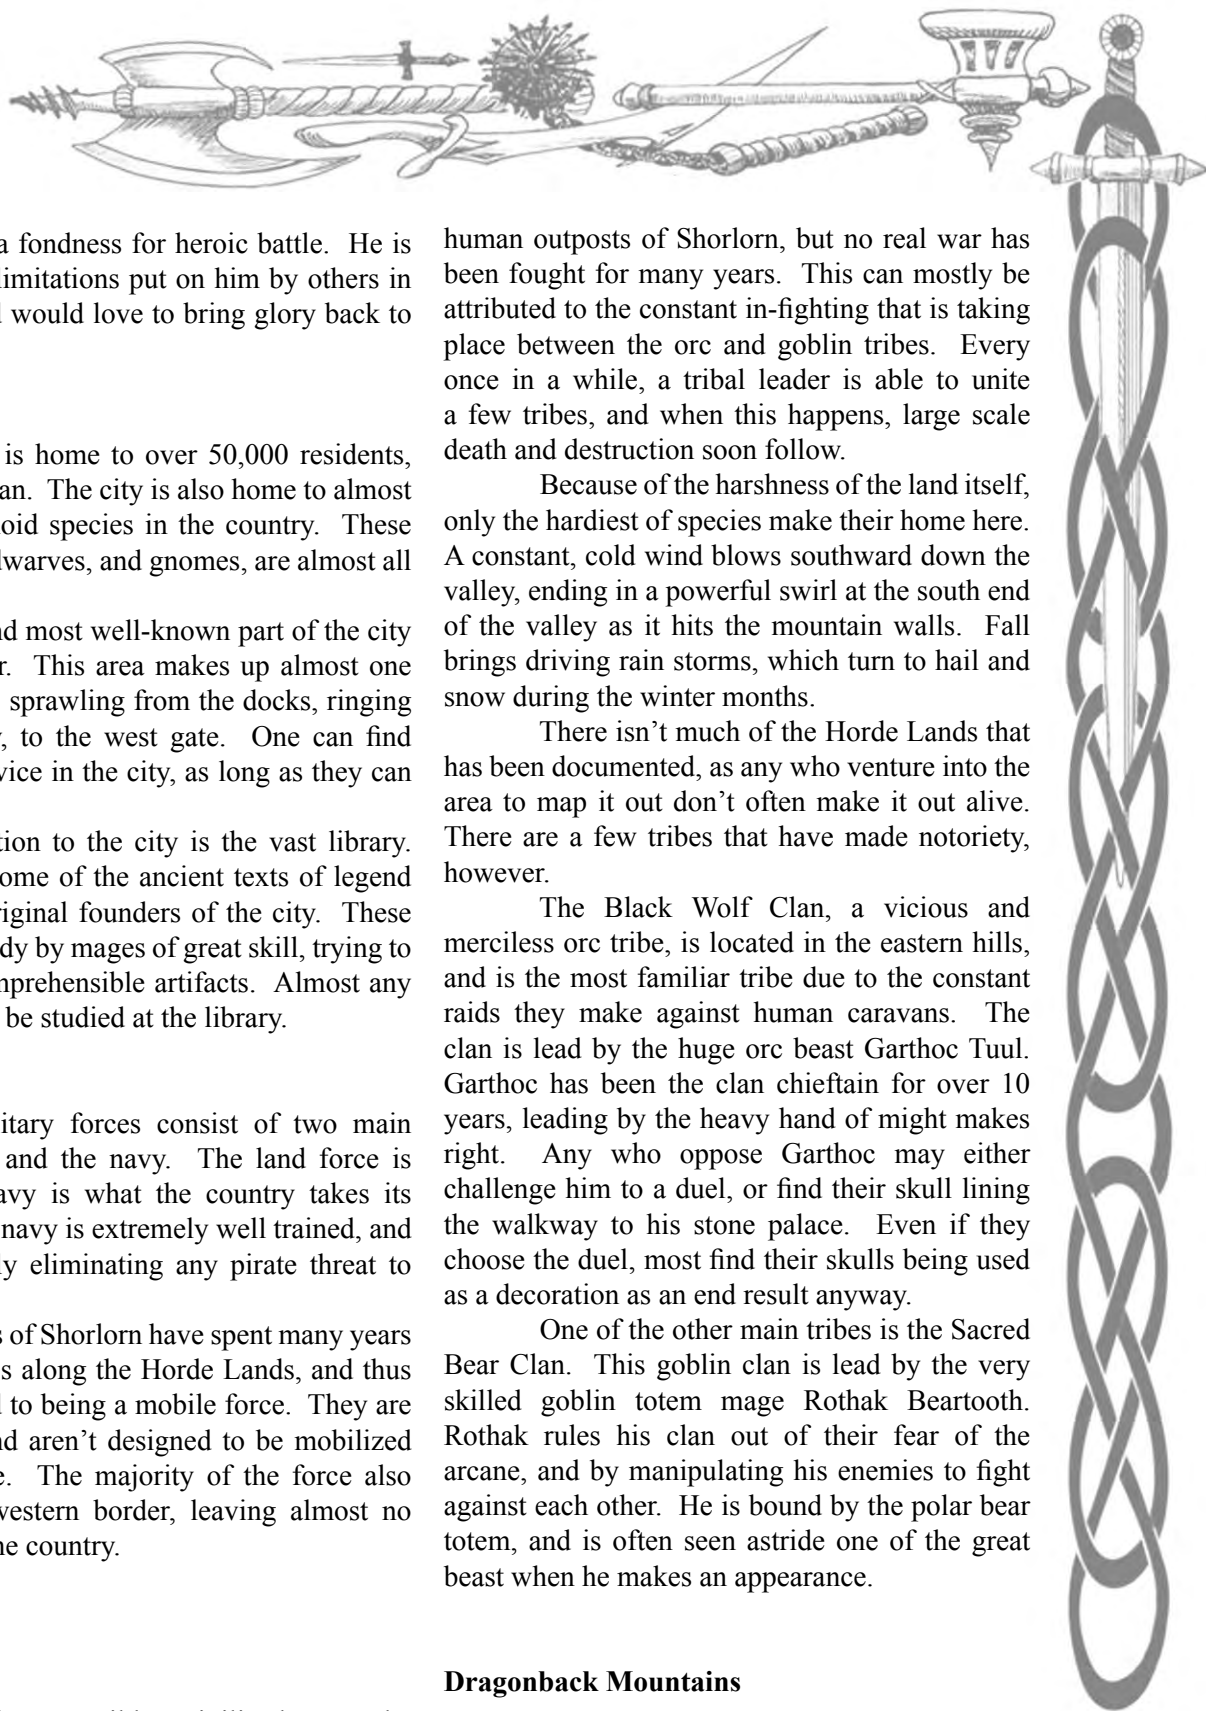 a fondness for heroic battle.  He is
limitations put on him by others in
would love to bring glory back to
is home to over 50,000 residents,
an.  The city is also home to almost
oid species in the country.  These
dwarves, and gnomes, are almost all
nd most well-known part of the city
r.  This area makes up almost one
sprawling from the docks, ringing
, to the west gate.  One can find
vice in the city, as long as they can
tion to the city is the vast library.
ome of the ancient texts of legend
riginal founders of the city.  These
dy by mages of great skill, trying to
mprehensible artifacts.  Almost any
be studied at the library.
itary forces consist of two main
and the navy.  The land force is
avy is what the country takes its
navy is extremely well trained, and
ly eliminating any pirate threat to
s of Shorlorn have spent many years
s along the Horde Lands, and thus
to being a mobile force.  They are
nd aren’t designed to be mobilized
e.  The majority of the force also
western border, leaving almost no
he country.
human outposts of Shorlorn, but no real war has
been fought for many years.  This can mostly be
attributed to the constant in-fighting that is taking
place between the orc and goblin tribes.  Every
once in a while, a tribal leader is able to unite
a few tribes, and when this happens, large scale
death and destruction soon follow.
Because of the harshness of the land itself,
only the hardiest of species make their home here.
A constant, cold wind blows southward down the
valley, ending in a powerful swirl at the south end
of the valley as it hits the mountain walls.  Fall
brings driving rain storms, which turn to hail and
snow during the winter months.
There isn’t much of the Horde Lands that
has been documented, as any who venture into the
area to map it out don’t often make it out alive.
There are a few tribes that have made notoriety,
however.
The Black Wolf Clan, a vicious and
merciless orc tribe, is located in the eastern hills,
and is the most familiar tribe due to the constant
raids they make against human caravans.  The
clan is lead by the huge orc beast Garthoc Tuul.
Garthoc has been the clan chieftain for over 10
years, leading by the heavy hand of might makes
right.  Any who oppose Garthoc may either
challenge him to a duel, or find their skull lining
the walkway to his stone palace.  Even if they
choose the duel, most find their skulls being used
as a decoration as an end result anyway.
One of the other main tribes is the Sacred
Bear Clan.  This goblin clan is lead by the very
skilled goblin totem mage Rothak Beartooth.
Rothak rules his clan out of their fear of the
arcane, and by manipulating his enemies to fight
against each other.  He is bound by the polar bear
totem, and is often seen astride one of the great
beast when he makes an appearance.
Dragonback Mountains